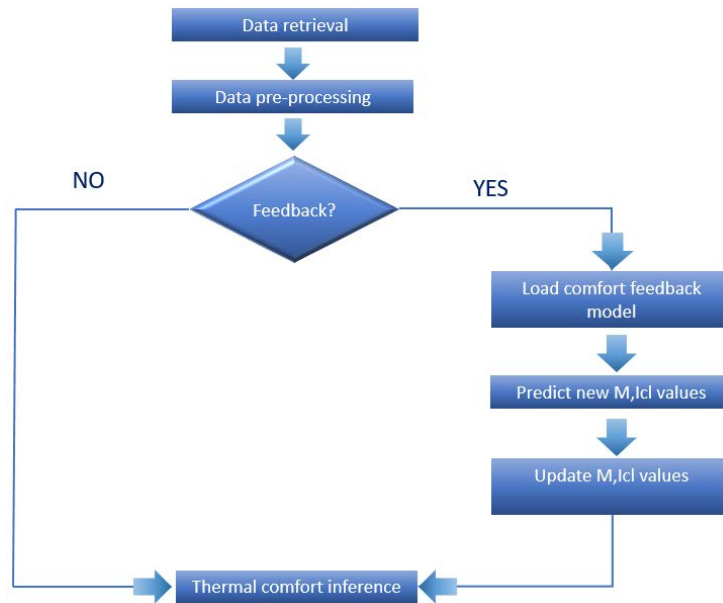 Data retrieval
Data pre-processing
NO
YES
Feedback?
Load comfort feedback
model
Predict new M,Icl values
Update M,Icl values
Thermal comfort inference